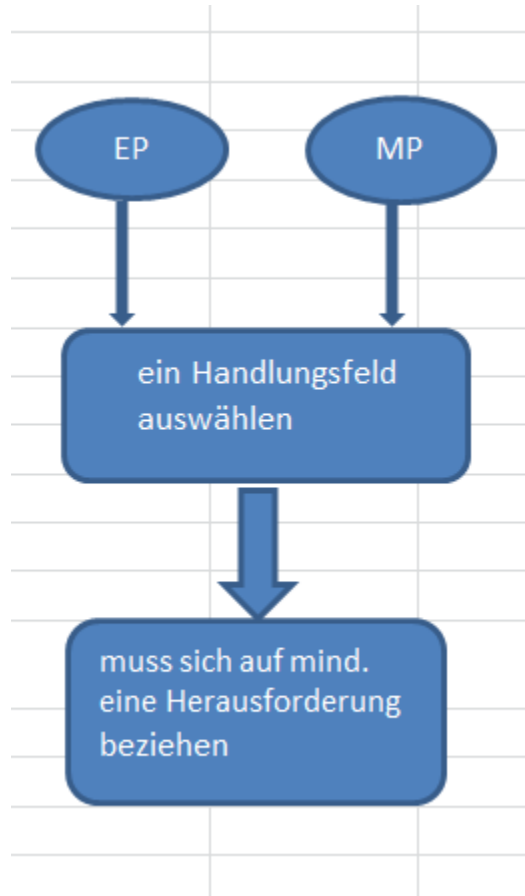 EP
MP
ein Handlungsfeld
auswählen
muss sich auf mind.
eine Herausforderung
beziehen